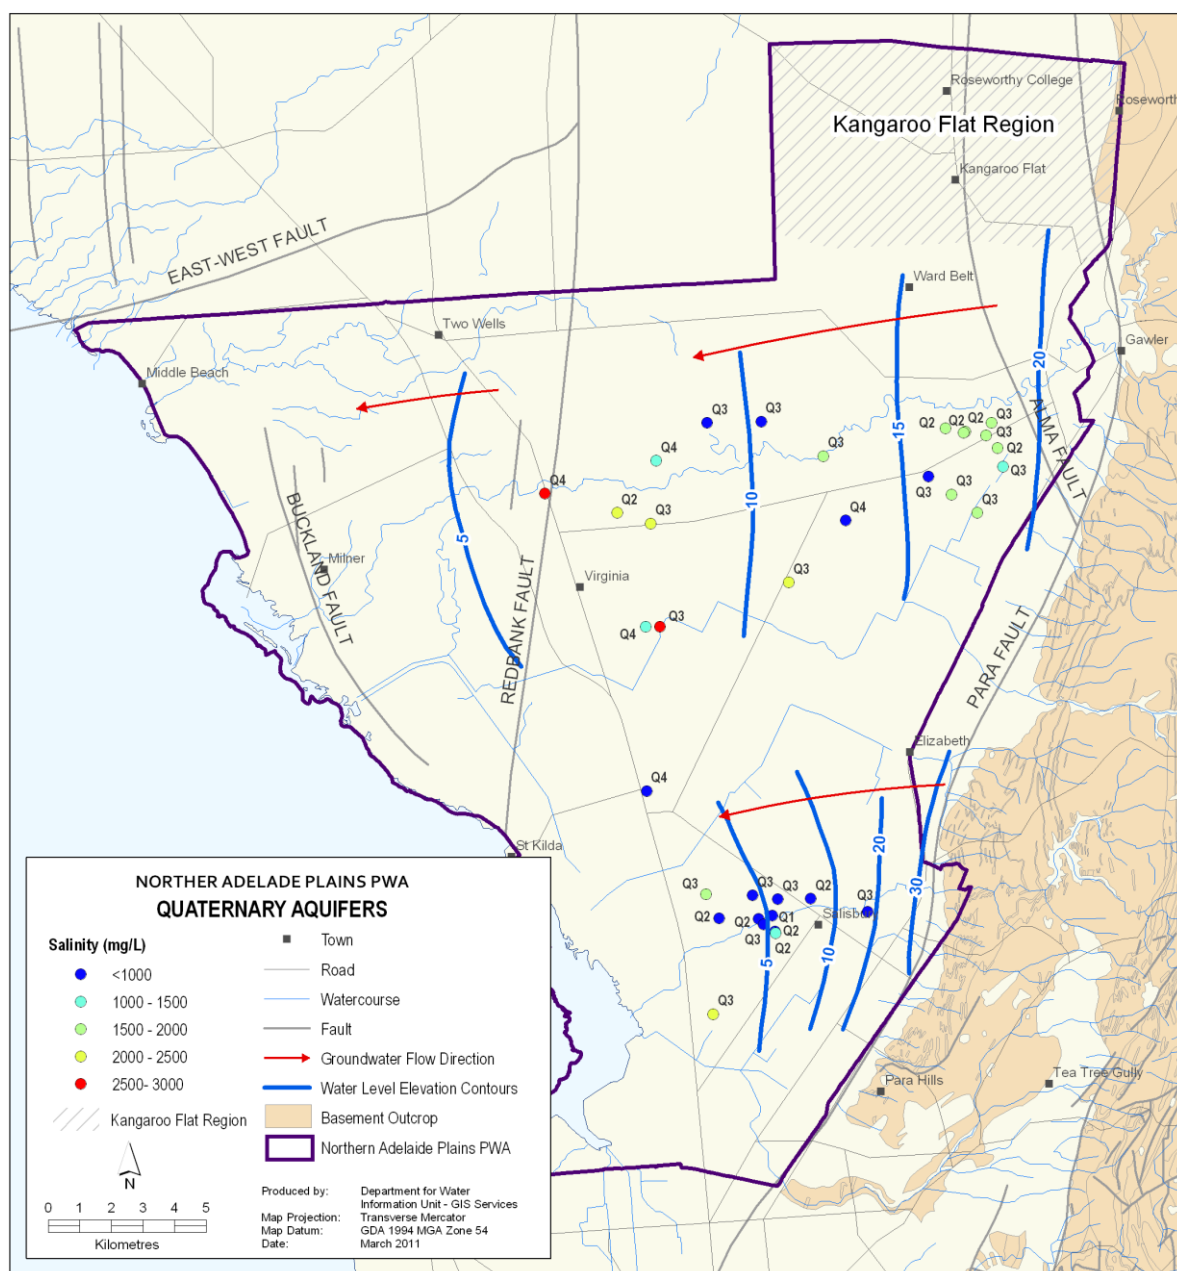 Roseworthy College
Roseworth
Kangaroo Flat Region
Kangaroo Flat
EAST-WEST FAULT
Ward Belt
Two Wells
Gawler
20
Middle Beach
ALMA FAULT
Q3 Q3
Q2 Q2 Q2 Q3
Q3
15
Q4 Q3 Q2
Q3
Q4
10
Q3 Q3
Q2 Q3
Q4 Q3
BUCKLAND FAULT
5
Milner
Q3
Virginia
REDBANK FAULT
Q4 Q3
PARA FAULT
Elizabeth
Q4
St Kilda
20
30
Q3 Q3 Q3 Q2 Q3
Q2 Q2 Q1 Salisbury
Q3 Q2
Q2
5
10
Q3
Para Hills
Tea Tree Gully
NORTHER ADELADE PLAINS PWA
QUATERNARY AQUIFERS
Salinity (mg/L)
<1000
1000 - 1500
1500 - 2000
2000 - 2500
2500- 3000
Kangaroo Flat Region
Town
Road
Watercourse
Fault
Groundwater Flow Direction
Water Level Elevation Contours
Basement Outcrop
Northern Adelaide Plains PWA
N
0 1 2 3 4 5
Kilometres
Produced by: Department for Water
Information Unit - GIS Services
Map Projection: Transverse Mercator
Map Datum: GDA 1994 MGA Zone 54
Date: March 2011